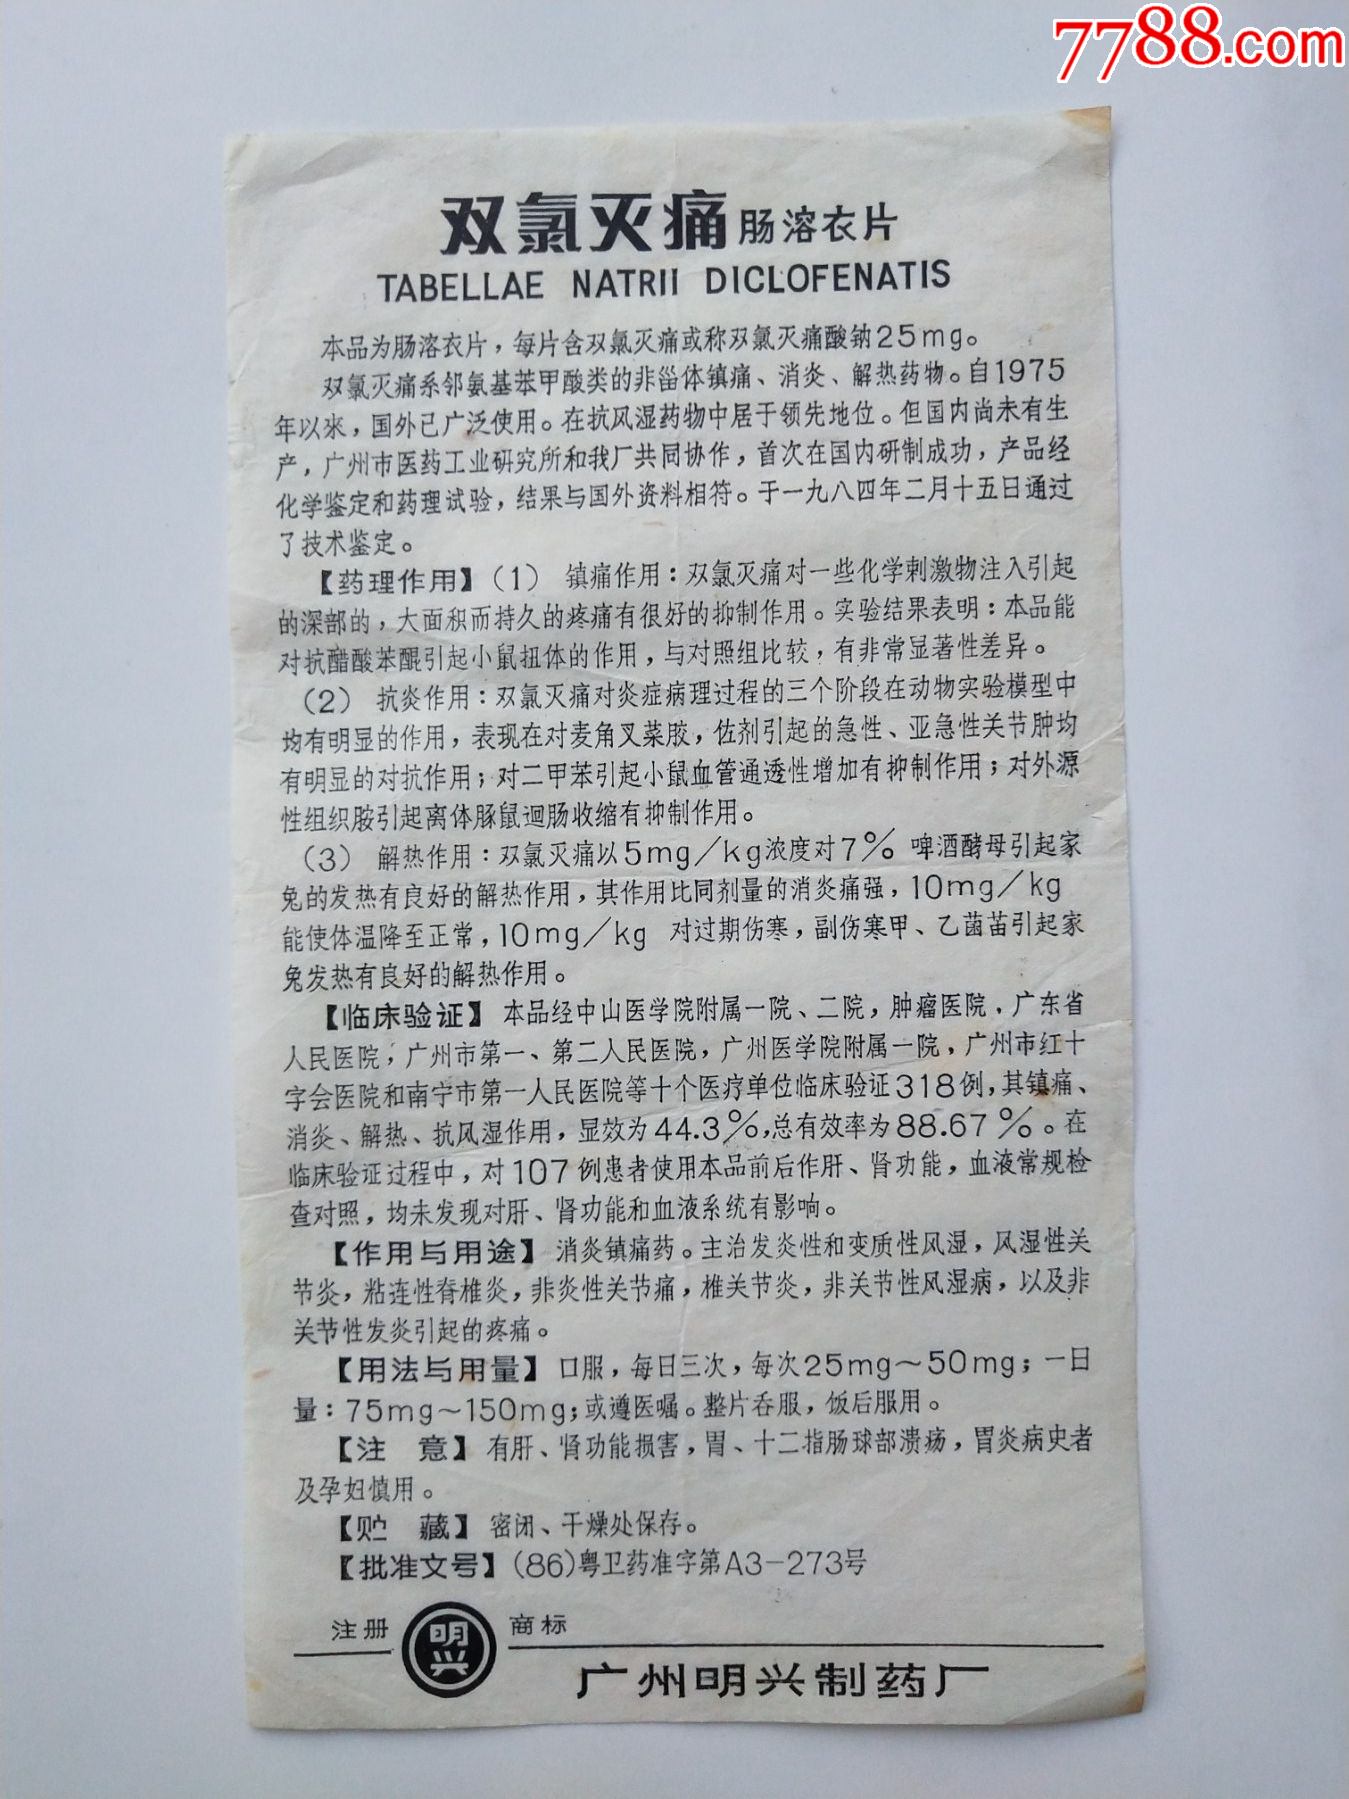 7788.com
双氯灭痛肠溶衣片
TABELLAE NATRII DICLOFENATIS
本品为肠溶衣片，每片含双氯灭痛或称双氯灭痛酸钠25mg。
双氯灭痛系邻氨基苯甲酸类的非甾体镇痛、消炎、解热药物。自1975
年以来，国外已广泛使用。在抗风湿药物中居于领先地位。但国内尚未有生
产，广州市医药工业研究所和我厂共同协作，首次在国内研制成功，产品经
化学鉴定和药理试验，结果与国外资料相符。于一九八四年二月十五日通过
了技术鉴定。
【药理作用】（1） 镇痛作用：双氯灭痛对一些化学刺激物注入引起
的深部的，大面积而持久的疼痛有很好的抑制作用。实验结果表明：本品能
对抗醋酸苯醌引起小鼠扭体的作用，与对照组比较，有非常显著性差异。
（2） 抗炎作用：双氯灭痛对炎症病理过程的三个阶段在动物实验模型中
均有明显的作用，表现在对麦角叉菜胶，佐剂引起的急性、亚急性关节肿均
有明显的对抗作用；对二甲苯引起小鼠血管通透性增加有抑制作用；对外源
性组织胺引起离体豚鼠迴肠收缩有抑制作用。
（3） 解热作用：双氯灭痛以5mg／kg浓度对7％ 啤酒酵母引起家
兔的发热有良好的解热作用，其作用比同剂量的消炎痛强，10mg／kg
能使体温降至正常，10mg／kg 对过期伤寒，副伤寒甲、乙菌苗引起家
兔发热有良好的解热作用。
【临床验证】 本品经中山医学院附属一院、二院，肿瘤医院．广东省
人民医院，广州市第一、第二人民医院，广州医学院附属一院，广州市红十
字会医院和南宁市第一人民医院等十个医疗单位临床验证318例，其镇痛、
消炎、解热、抗风湿作用，显效为44.3％，总有效率为88.67％。在
临床验证过程中，对107例患者使用本品前后作肝、肾功能，血液常规检
查对照，均未发现对肝、肾功能和血液系统有影响。
【作用与用途】 消炎镇痛药。主治发炎性和变质性风湿，风湿性关
节炎，粘连性脊椎炎，非炎性关节痛，椎关节炎，非关节性风湿病，以及非
关节性发炎引起的疼痛。
【用法与用量】 口服，每日三次，每次25mg～50mg；一日
量：75mg～150mg；或遵医嘱。整片吞服，饭后服用。
【注 意】 有肝、肾功能损害，胃、十二指肠球部溃疡，胃炎病史者
及孕妇慎用。
【贮 藏】 密闭、干燥处保存。
【批准文号】（86）粤卫药准字第A3－273号
注册 明兴 商标
广州明兴制药厂